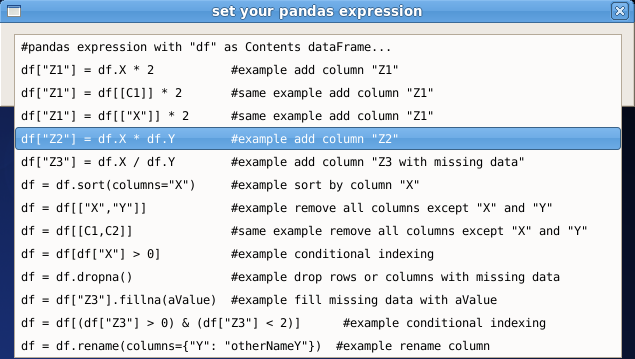 set your pandas expression
#pandas expression with "df" as Contents dataFrame...
df["Z1"] = df.X * 2 #example add column "Z1"
df["Z1"] = df[[C1]] * 2 #same example add column "Z1"
df["Z1"] = df[["X"]] * 2 #same example add column "Z1"
df["Z2"] = df.X * df.Y #example add column "Z2"
df["Z3"] = df.X / df.Y #example add column "Z3 with missing data"
df = df.sort(columns="X") #example sort by column "X"
df = df[["X","Y"]] #example remove all columns except "X" and "Y"
df = df[[C1,C2]] #same example remove all columns except "X" and "Y"
df = df[df["X"] > 0] #example conditional indexing
df = df.dropna() #example drop rows or columns with missing data
df = df["Z3"].fillna(aValue) #example fill missing data with aValue
df = df[(df["Z3"] > 0) & (df["Z3"] < 2)] #example conditional indexing
df = df.rename(columns={"Y": "otherNameY"}) #example rename column